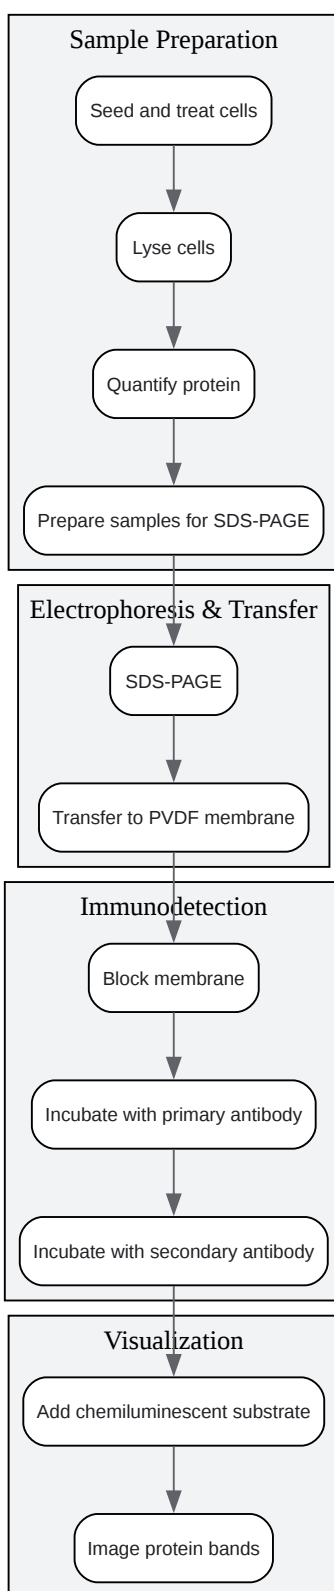 Sample Preparation
Seed and treat cells
Lyse cells
Quantify protein
Prepare samples for SDS-PAGE
Electrophoresis & Transfer
SDS-PAGE
Transfer to PVDF membrane
Immunodetection
Block membrane
Incubate with primary antibody
Incubate with secondary antibody
Visualization
Add chemiluminescent substrate
Image protein bands